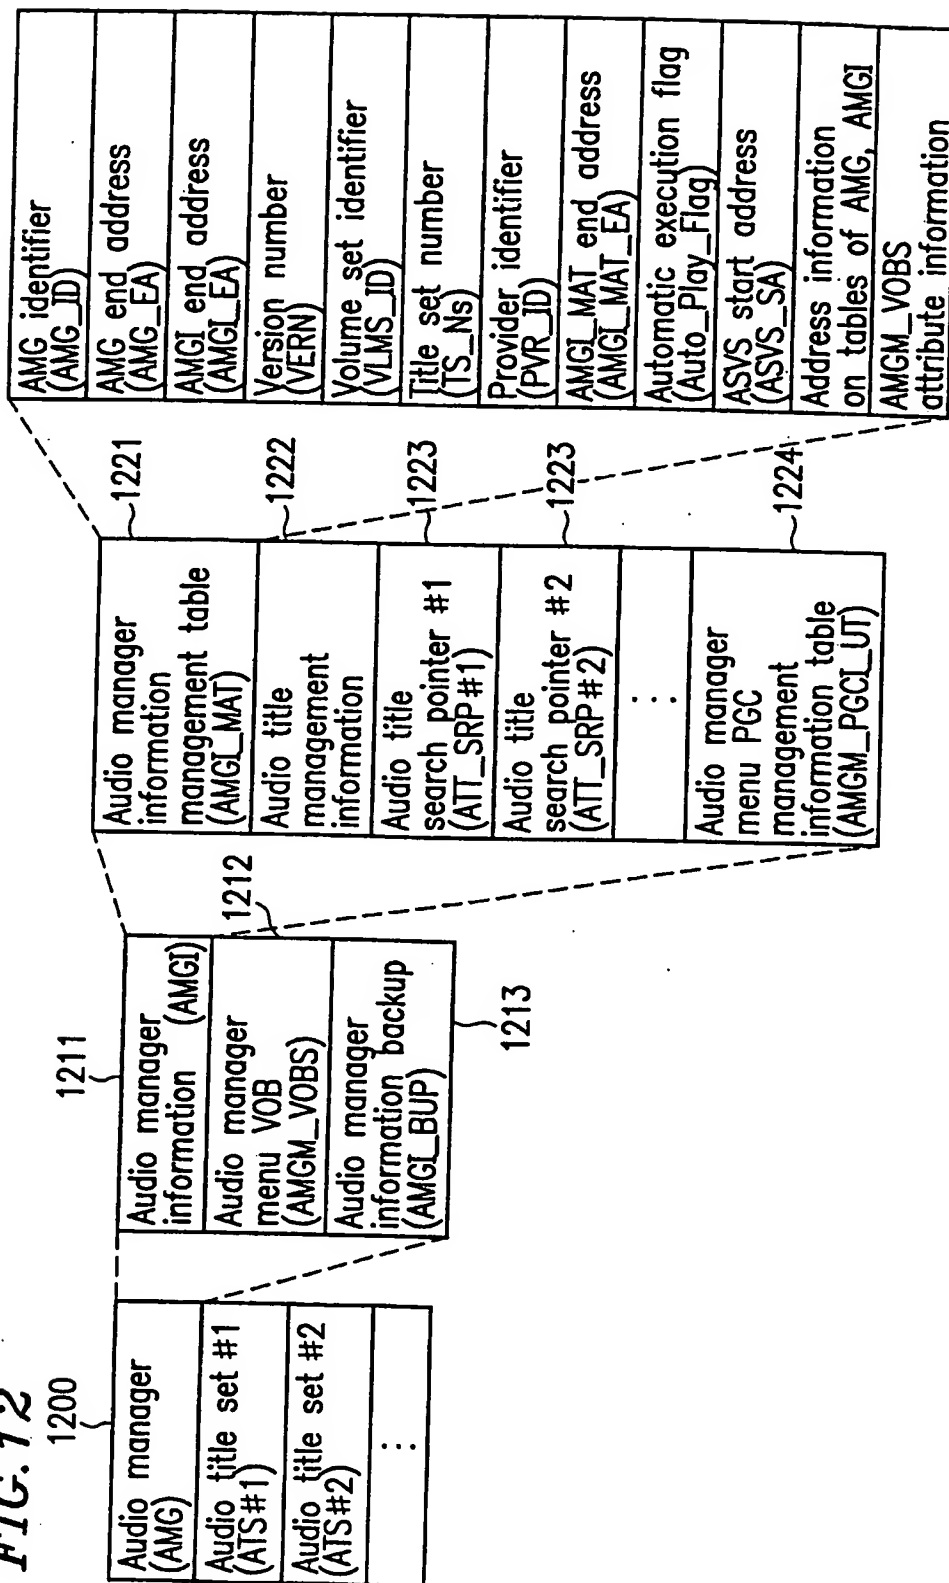 FIG.12
1200
Audio manager
(AMG)
Audio title set #1
(ATS#1)
Audio title set #2
(ATS#2)
...
1211
Audio manager
information (AMGI)
1212
Audio manager
menu VOB
(AMGM_VOBS)
Audio manager
information backup
(AMGI_BUP)
1213
1221
Audio manager
information
management table
(AMGI_MAT)
1222
Audio title
management
information
1223
Audio title
search pointer #1
(ATT_SRP#1)
1223
Audio title
search pointer #2
(ATT_SRP#2)
...
1224
Audio manager
menu PGC
management
information table
(AMGM_PGCI_UT)
AMG identifier
(AMG_ID)
AMG end address
(AMG_EA)
AMGI end address
(AMGI_EA)
Version number
(VERN)
Volume set identifier
(VLMS_ID)
Title set number
(TS_Ns)
Provider identifier
(PVR_ID)
AMGI_MAT end address
(AMGI_MAT_EA)
Automatic execution flag
(Auto_Play_Flag)
ASVS start address
(ASVS_SA)
Address information
on tables of AMG, AMGI
AMGM_VOBS
attribute information